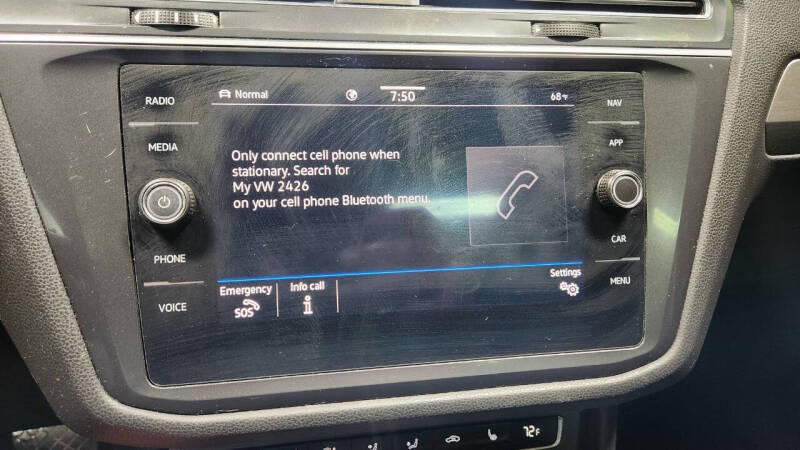 RADIO
MEDIA
PHONE
VOICE
Normal
7:50
68°F
Only connect cell phone when
stationary. Search for
My VW 2426
on your cell phone Bluetooth menu.
Emergency
SOS
Info call
i
Settings
NAV
APP
CAR
MENU
72F